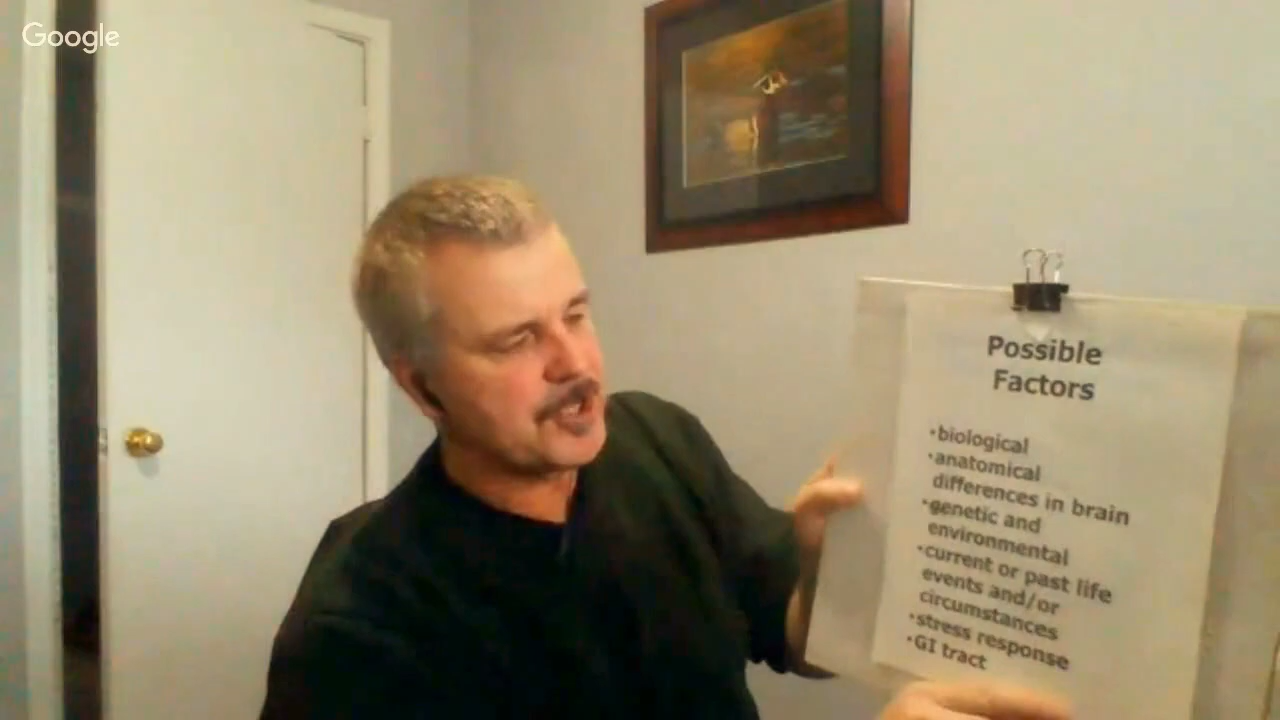 Google
Possible
Factors
•biological
•anatomical
differences in brain
•genetic and
environmental
•current or past life
events and/or
circumstances
•stress response
•GI tract